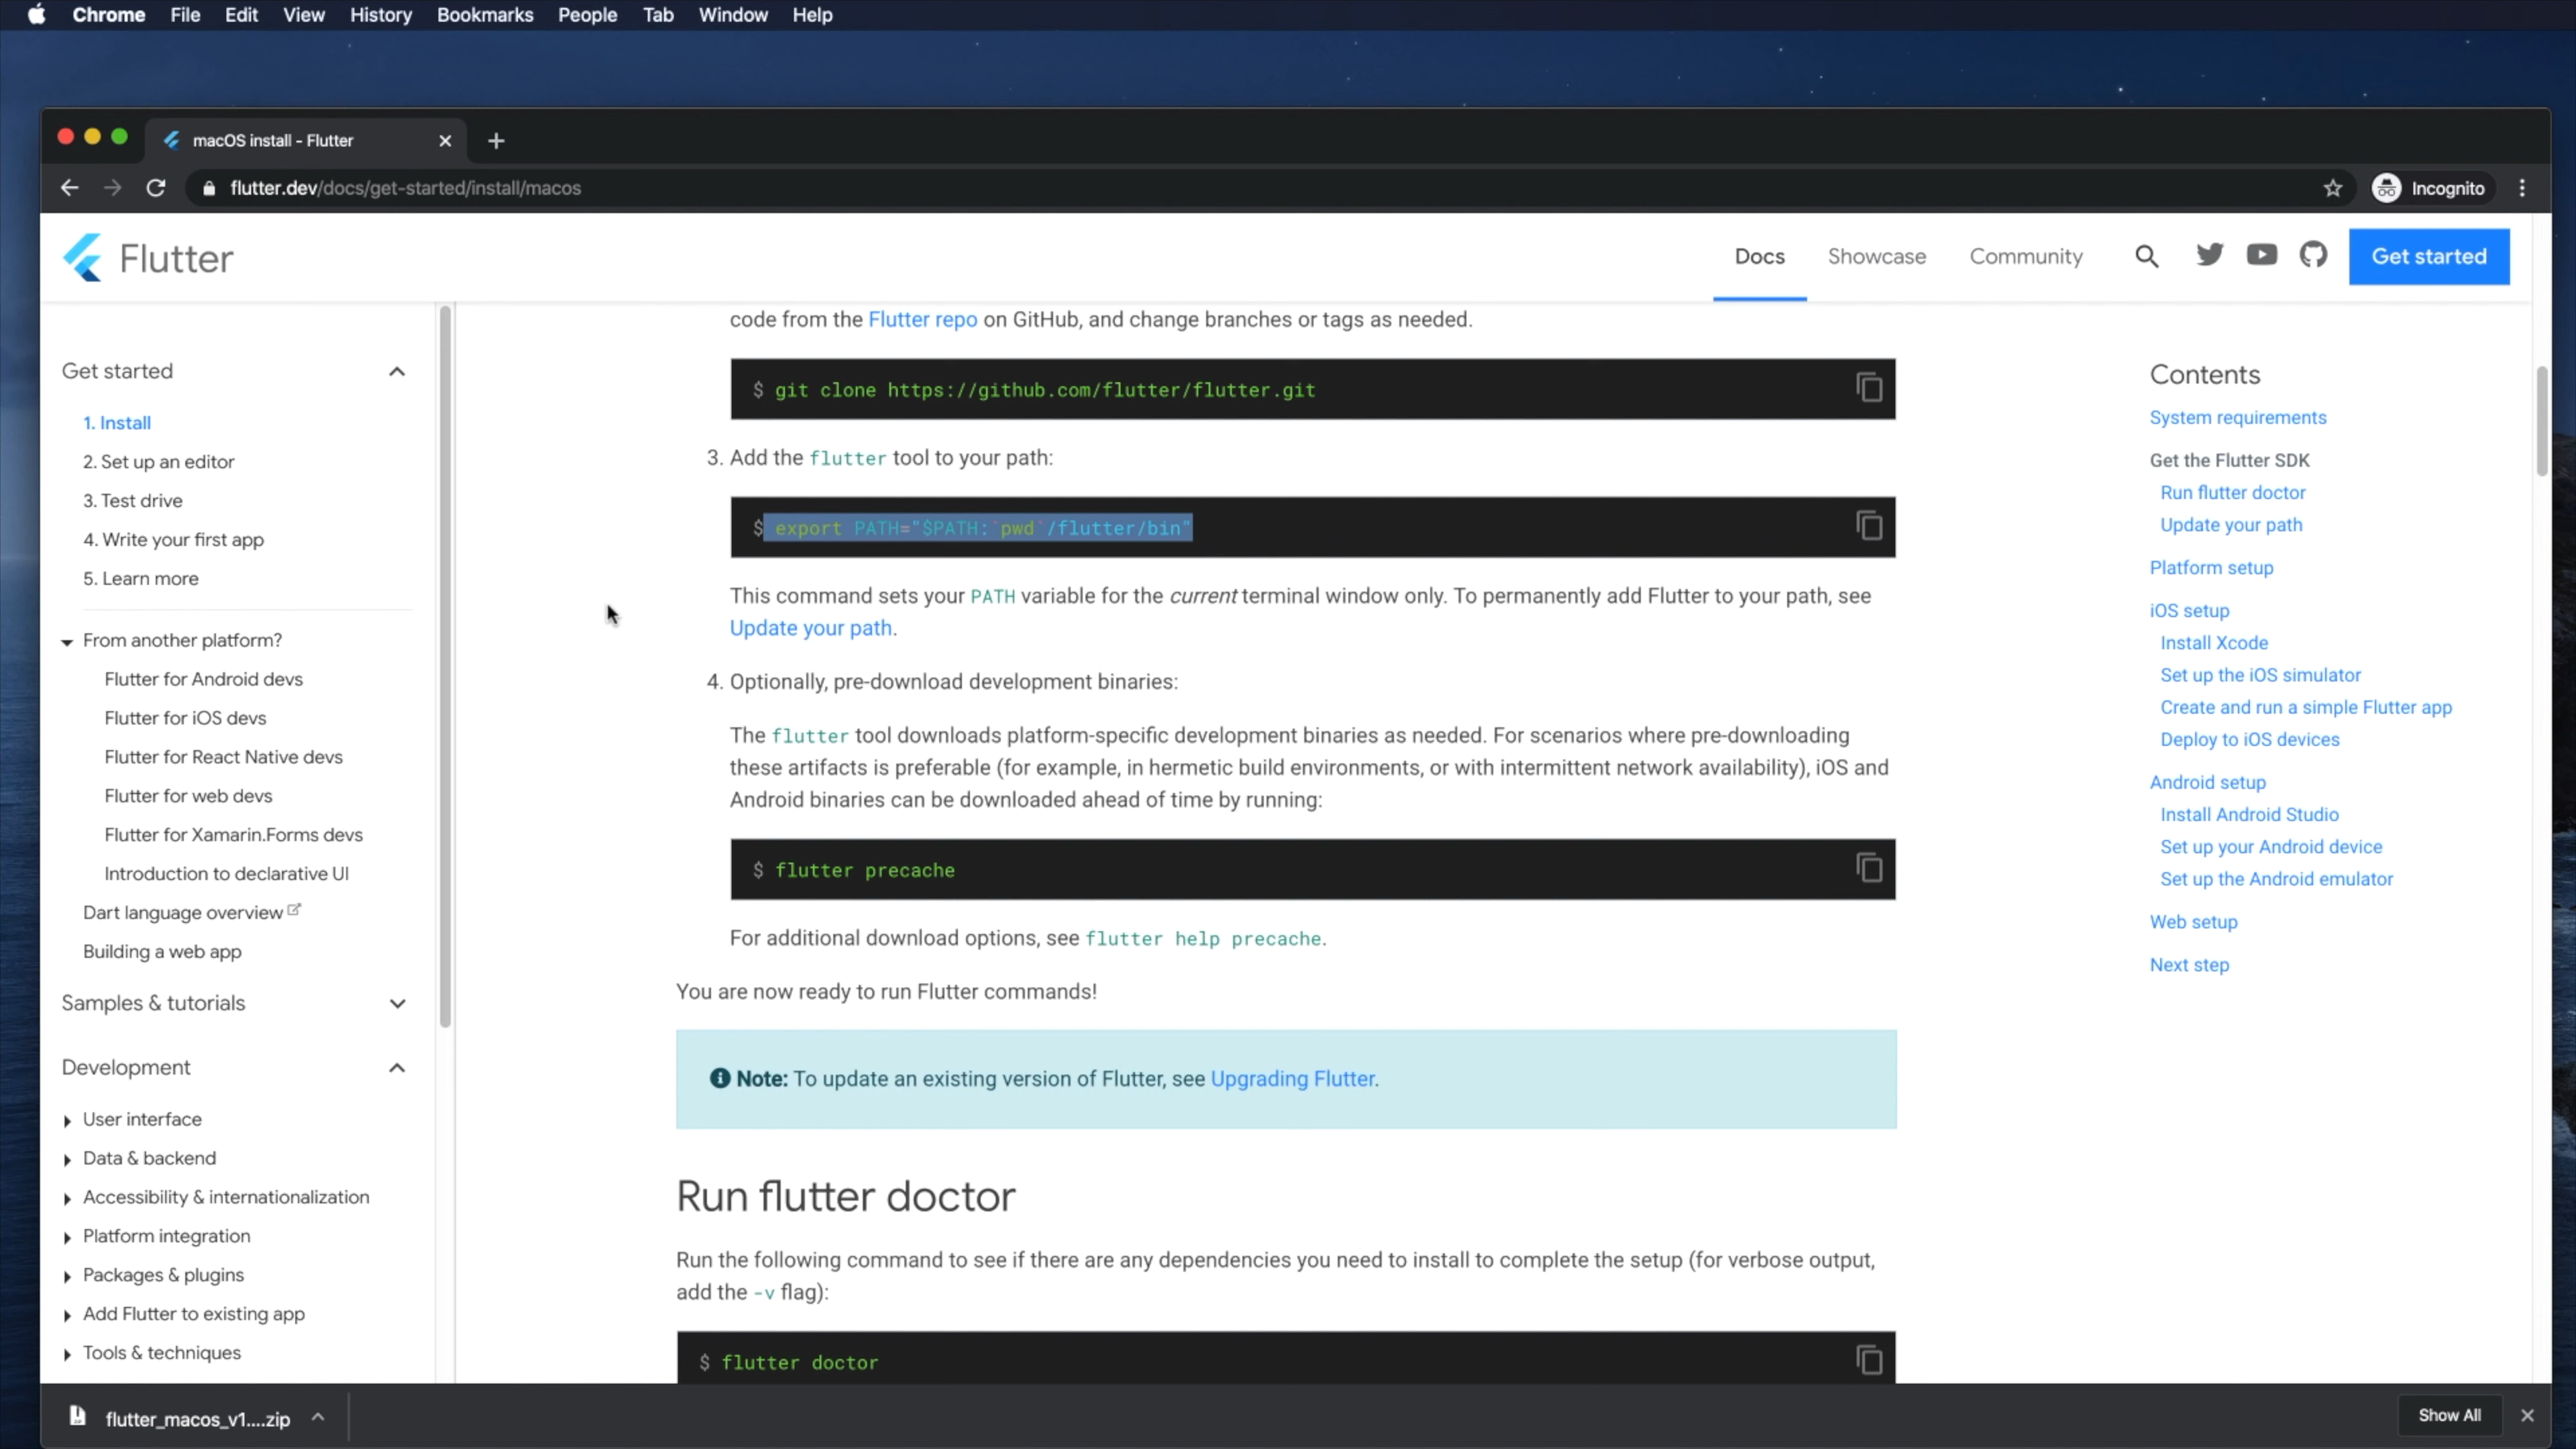 Chrome File Edit View History Bookmarks People Tab Window Help
macOS install - Flutter
flutter.dev/docs/get-started/install/macos
Incognito
Flutter
Docs Showcase Community
Get started
Get started
1. Install
2. Set up an editor
3. Test drive
4. Write your first app
5. Learn more
From another platform?
Flutter for Android devs
Flutter for iOS devs
Flutter for React Native devs
Flutter for web devs
Flutter for Xamarin.Forms devs
Introduction to declarative UI
Dart language overview
Building a web app
Samples & tutorials
Development
User interface
Data & backend
Accessibility & internationalization
Platform integration
Packages & plugins
Add Flutter to existing app
Tools & techniques
code from the Flutter repo on GitHub, and change branches or tags as needed.
$ git clone https://github.com/flutter/flutter.git
3. Add the flutter tool to your path:
$ export PATH="$PATH:`pwd`/flutter/bin"
This command sets your PATH variable for the current terminal window only. To permanently add Flutter to your path, see
Update your path.
4. Optionally, pre-download development binaries:
The flutter tool downloads platform-specific development binaries as needed. For scenarios where pre-downloading
these artifacts is preferable (for example, in hermetic build environments, or with intermittent network availability), iOS and
Android binaries can be downloaded ahead of time by running:
$ flutter precache
For additional download options, see flutter help precache.
You are now ready to run Flutter commands!
Note: To update an existing version of Flutter, see Upgrading Flutter.
Run flutter doctor
Run the following command to see if there are any dependencies you need to install to complete the setup (for verbose output,
add the -v flag):
$ flutter doctor
Contents
System requirements
Get the Flutter SDK
Run flutter doctor
Update your path
Platform setup
iOS setup
Install Xcode
Set up the iOS simulator
Create and run a simple Flutter app
Deploy to iOS devices
Android setup
Install Android Studio
Set up your Android device
Set up the Android emulator
Web setup
Next step
flutter_macos_v1....zip
Show All